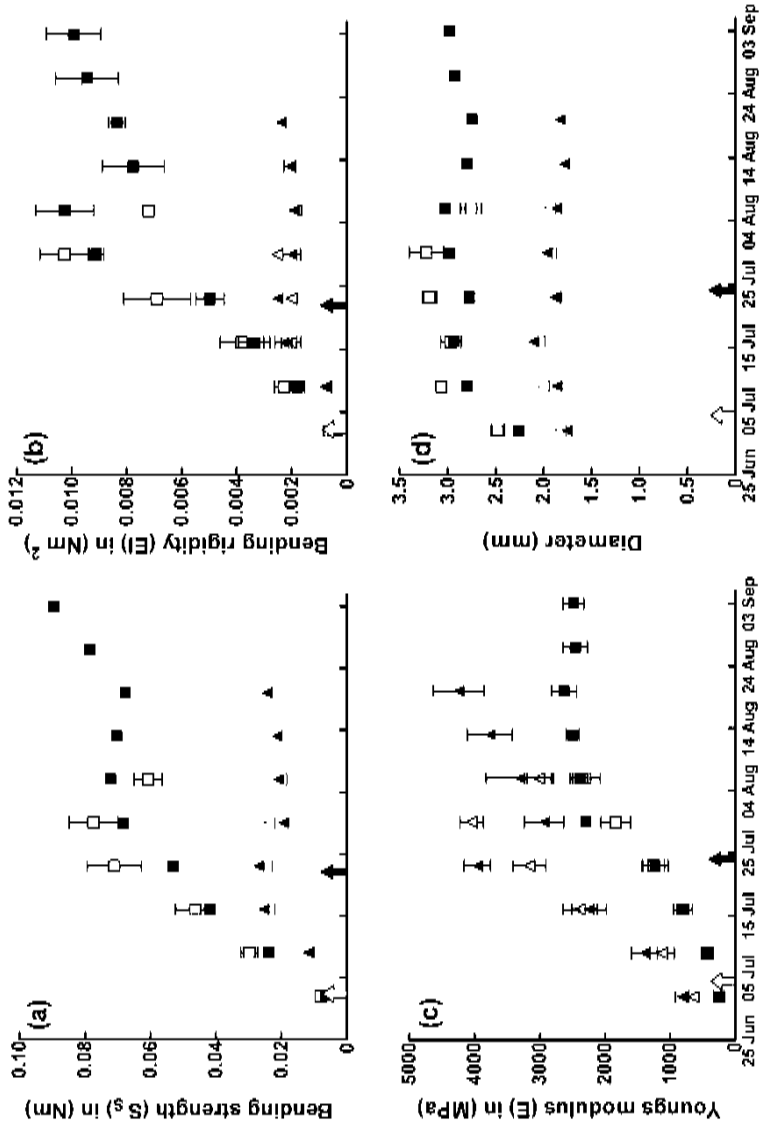 (a)
Bending strength (S_S) in (Nm)
0.10
0.08
0.06
0.04
0.02
0
(b)
Bending rigidity (EI) in (Nm ²)
0.012
0.010
0.008
0.006
0.004
0.002
0
(c)
Youngs modulus (E) in (MPa)
5000
4000
3000
2000
1000
0
25 Jun 05 Jul 15 Jul 25 Jul 04 Aug 14 Aug 24 Aug 03 Sep
(d)
Diameter (mm)
3.5
3.0
2.5
2.0
1.5
1.0
0.5
0.0
25 Jun 05 Jul 15 Jul 25 Jul 04 Aug 14 Aug 24 Aug 03 Sep